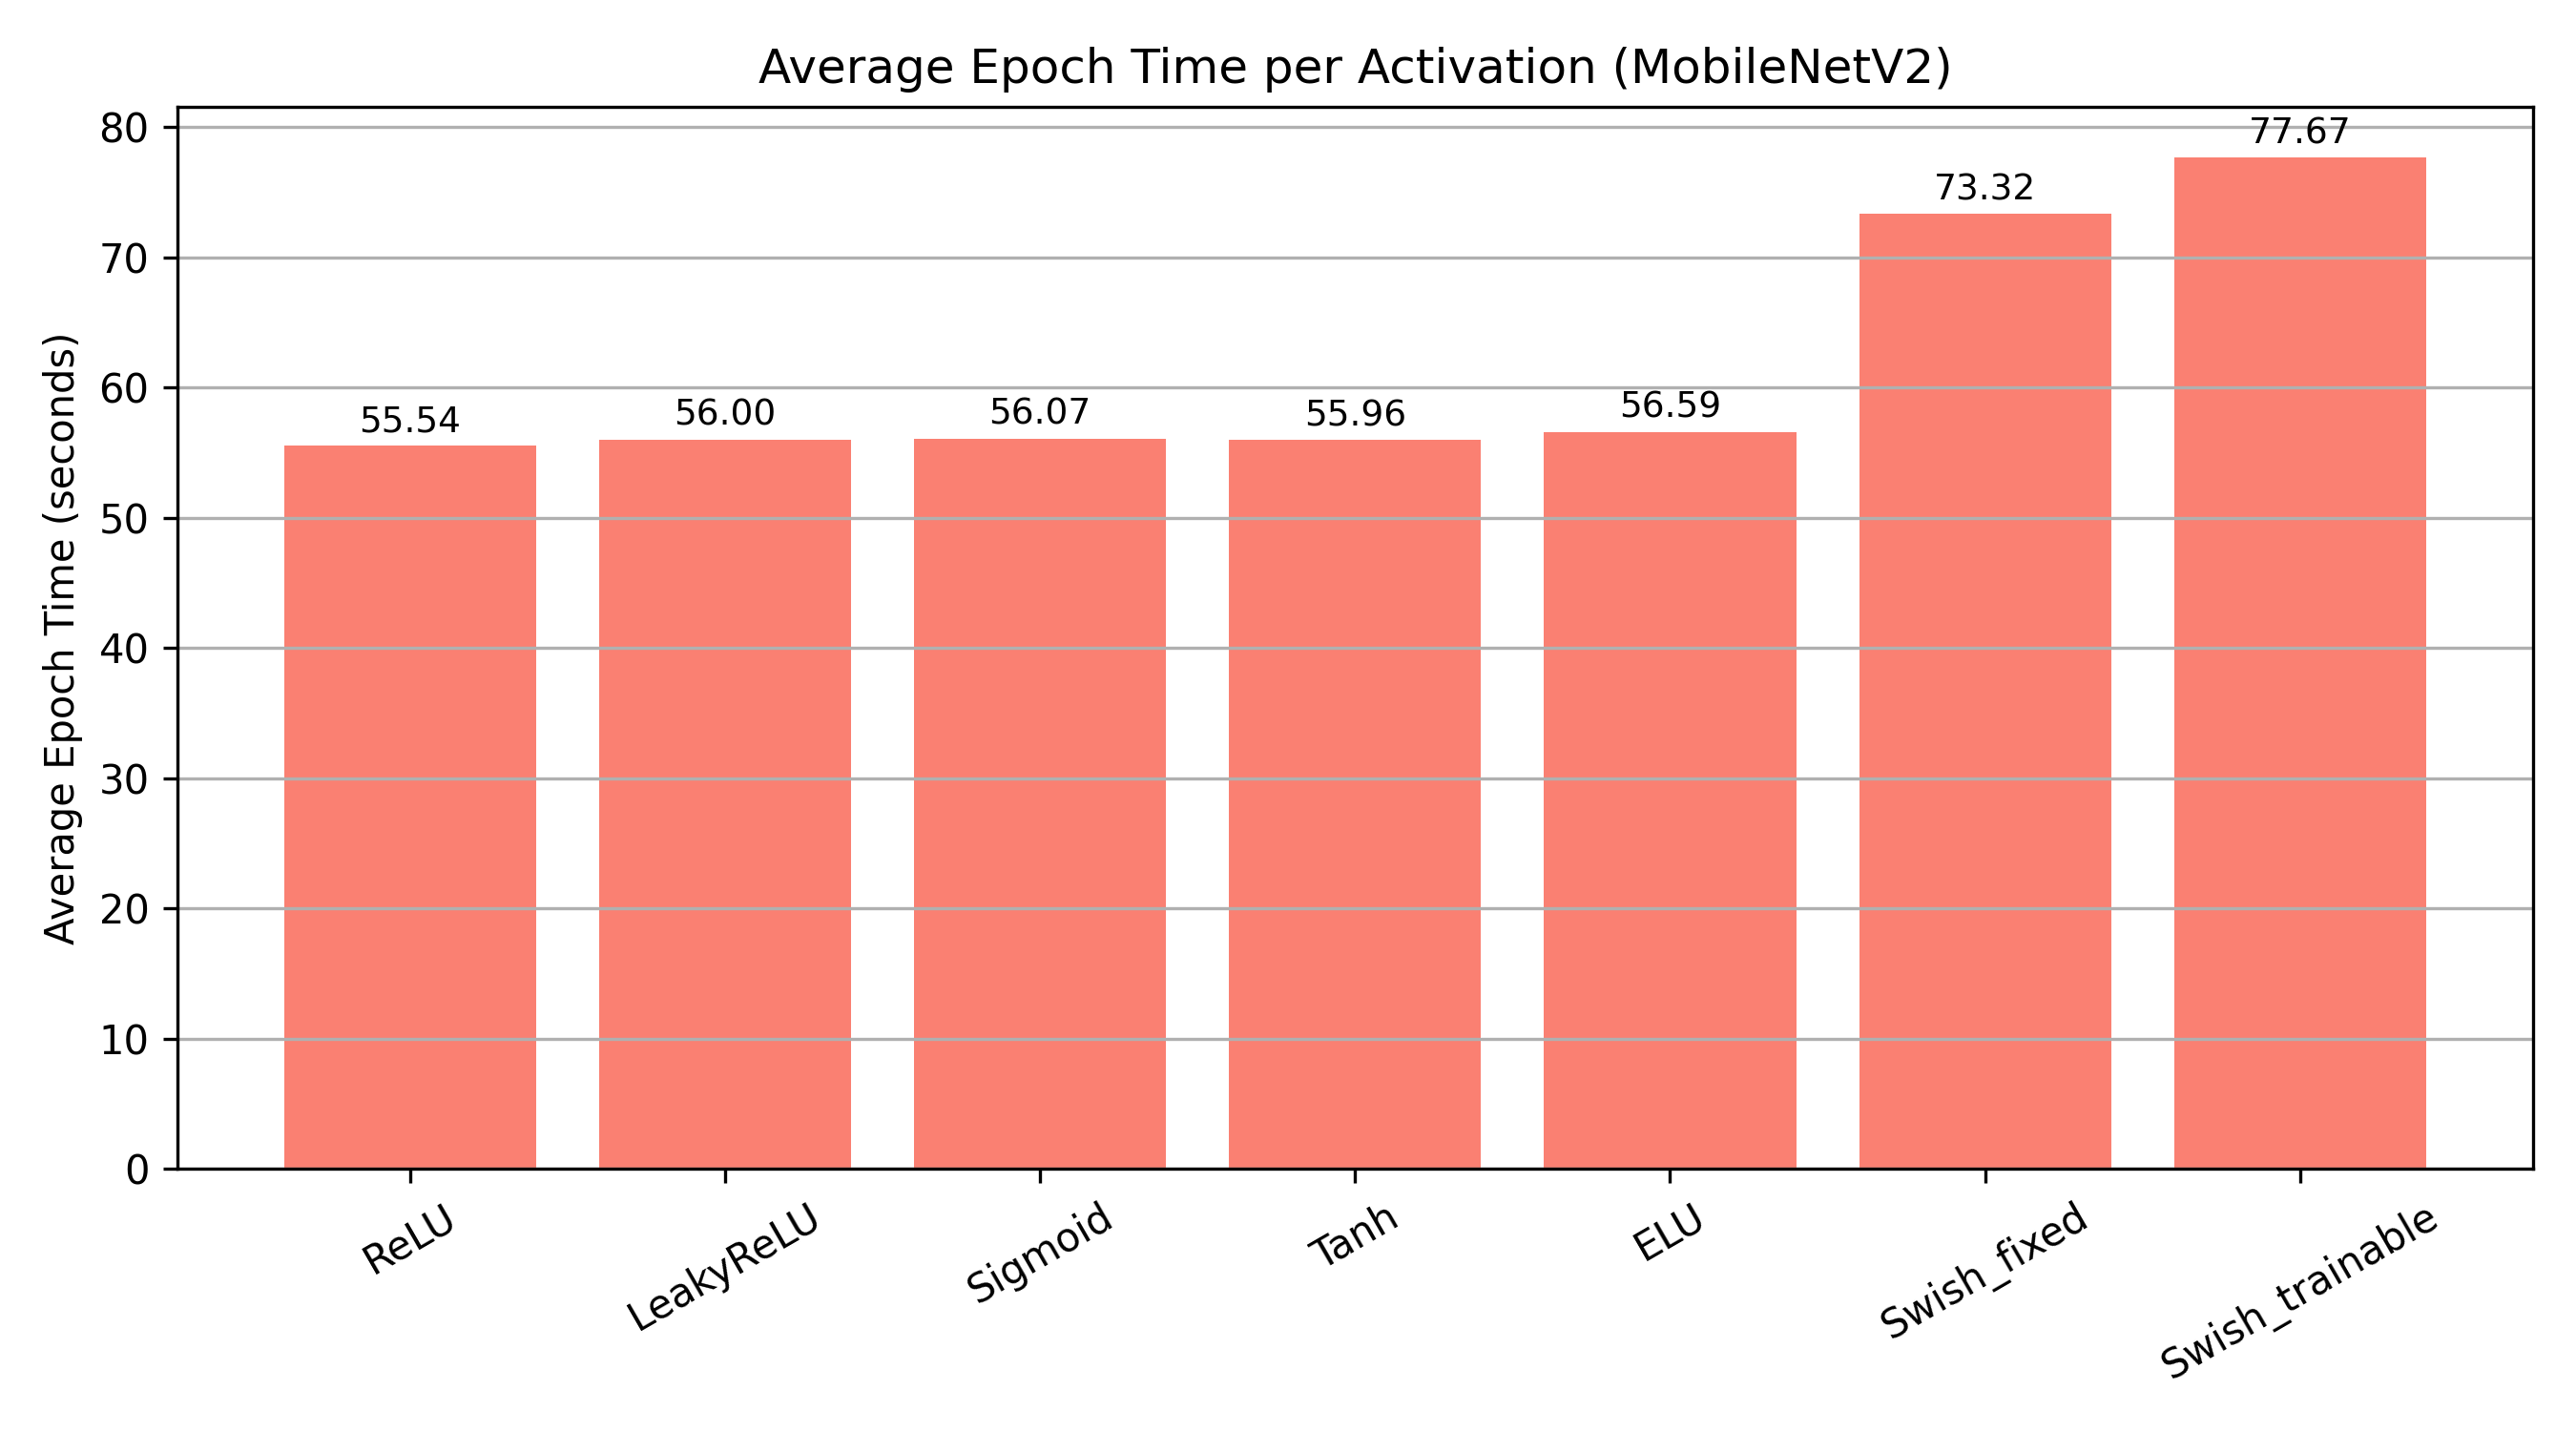 Average Epoch Time per Activation (MobileNetV2)
Average Epoch Time (seconds)
80
70
60
50
40
30
20
10
0
55.54
56.00
56.07
55.96
56.59
73.32
77.67
ReLU
LeakyReLU
Sigmoid
Tanh
ELU
Swish_fixed
Swish_trainable